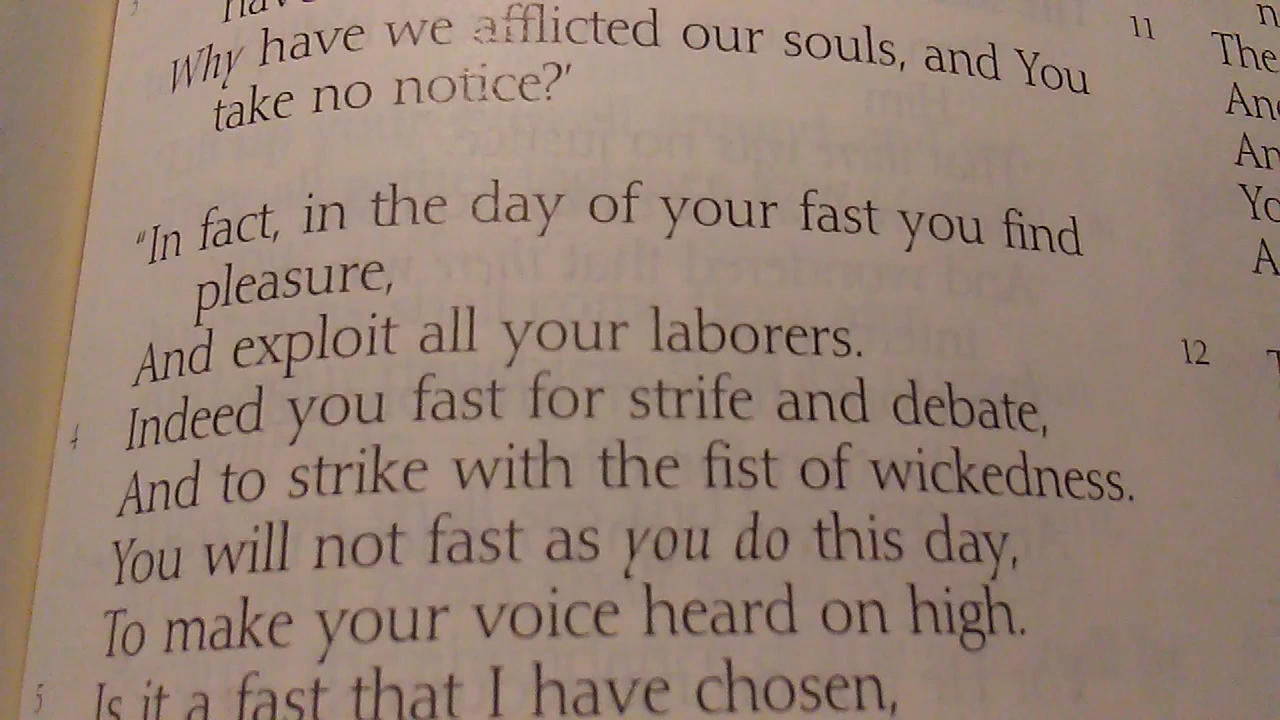 3
Why have we afflicted our souls, and You
take no notice?'
"In fact, in the day of your fast you find
pleasure,
And exploit all your laborers.
4 Indeed you fast for strife and debate,
And to strike with the fist of wickedness.
You will not fast as you do this day,
To make your voice heard on high.
5 Is it a fast that I have chosen,
11
The
12